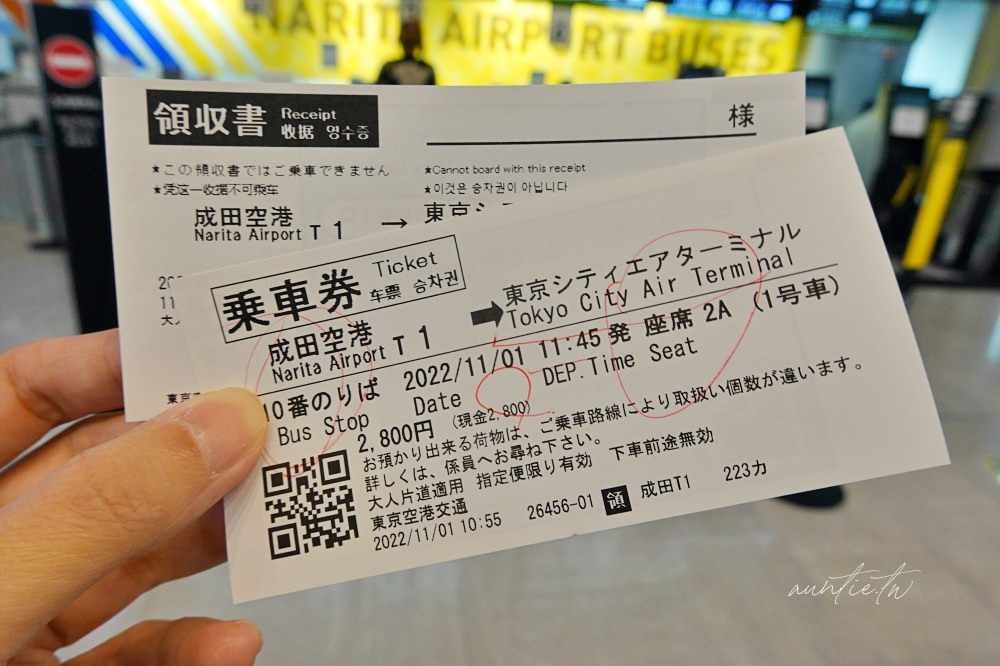 NARITA AIRPORT BUSES
領収書 Receipt
收据 영수증
様
★この領収書ではご乗車できません
★Cannot board with this receipt
★凭这一收据不可乘车
★이것은 승차권이 아닙니다
成田空港 → 東京シ
Narita Airport T 1
11
東京
乗車券 Ticket
车票 승차권
成田空港 ➡ 東京シティエアターミナル
Narita Airport T 1 Tokyo City Air Terminal
10番のりば 2022/11/01 11:45発 座席 2A (1号車)
Bus Stop Date DEP.Time Seat
2,800円 (現金2,800)
お預かり出来る荷物は、ご乗車路線により取扱い個数が違います。
詳しくは、係員へお尋ね下さい。
大人片道適用 指定便限り有効 下車前途無効
東京空港交通
2022/11/01 10:55 26456-01 領 成田T1 223カ
auntie.tw